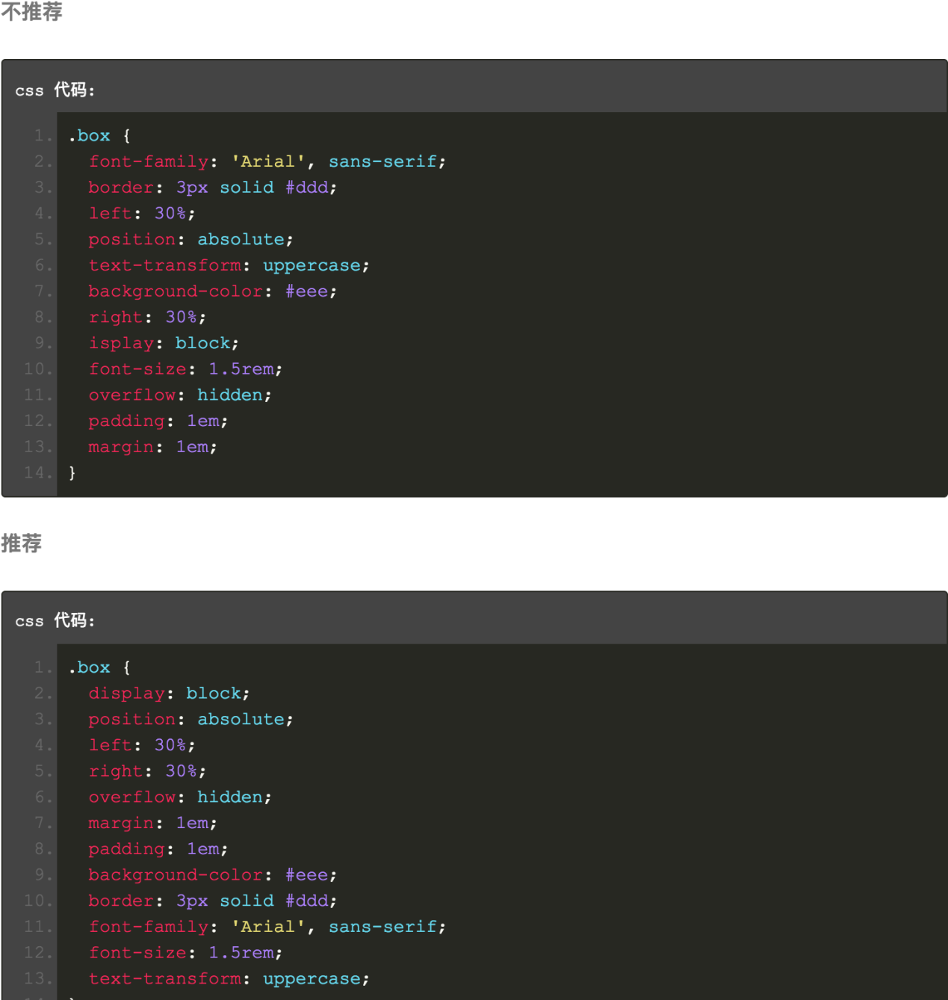 不推荐
css 代码:
1. .box {
2. font-family: 'Arial', sans-serif;
3. border: 3px solid #ddd;
4. left: 30%;
5. position: absolute;
6. text-transform: uppercase;
7. background-color: #eee;
8. right: 30%;
9. isplay: block;
10. font-size: 1.5rem;
11. overflow: hidden;
12. padding: 1em;
13. margin: 1em;
14. }
推荐
css 代码:
1. .box {
2. display: block;
3. position: absolute;
4. left: 30%;
5. right: 30%;
6. overflow: hidden;
7. margin: 1em;
8. padding: 1em;
9. background-color: #eee;
10. border: 3px solid #ddd;
11. font-family: 'Arial', sans-serif;
12. font-size: 1.5rem;
13. text-transform: uppercase;